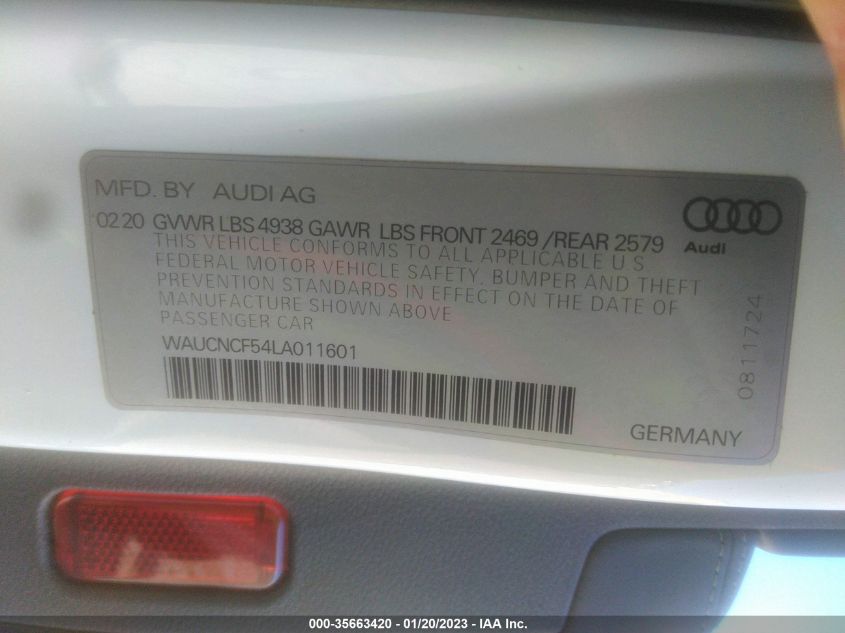 MFD. BY AUDI AG
02.20 GVWR LBS 4938 GAWR LBS FRONT 2469 /REAR 2579
THIS VEHICLE CONFORMS TO ALL APPLICABLE U S
FEDERAL MOTOR VEHICLE SAFETY, BUMPER AND THEFT
PREVENTION STANDARDS IN EFFECT ON THE DATE OF
MANUFACTURE SHOWN ABOVE
PASSENGER CAR
WAUCNCF54LA011601
Audi
0811724
GERMANY
000-35663420 - 01/20/2023 - IAA Inc.